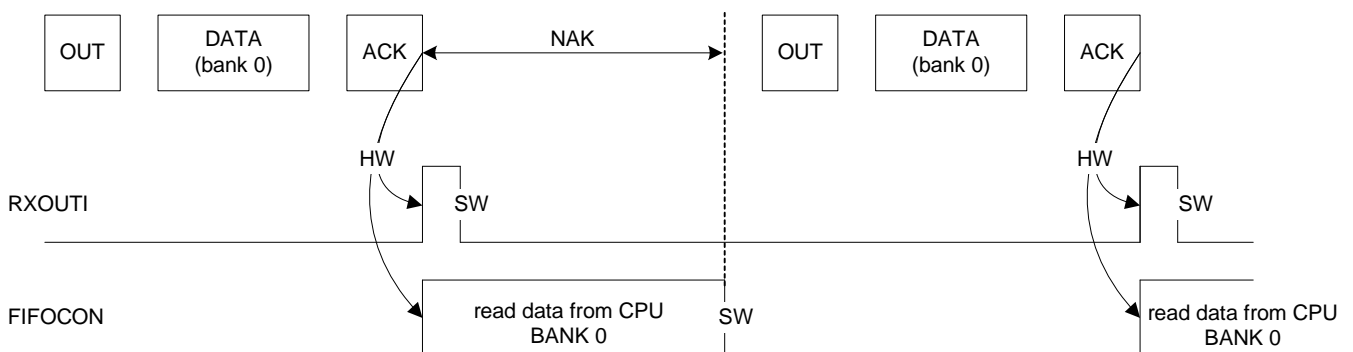 OUT
DATA
(bank 0)
ACK
NAK
OUT
DATA
(bank 0)
ACK
HW
HW
RXOUTI
SW
SW
FIFOCON
read data from CPU
BANK 0
SW
read data from CPU
BANK 0